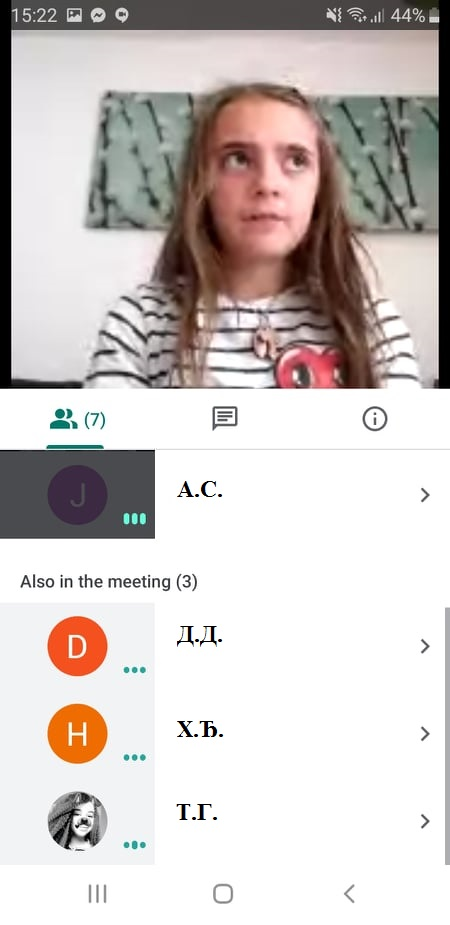 15:22 44%
(7)
J
А.С.
Also in the meeting (3)
D
Д.Д.
H
Х.Ђ.
Т.Г.